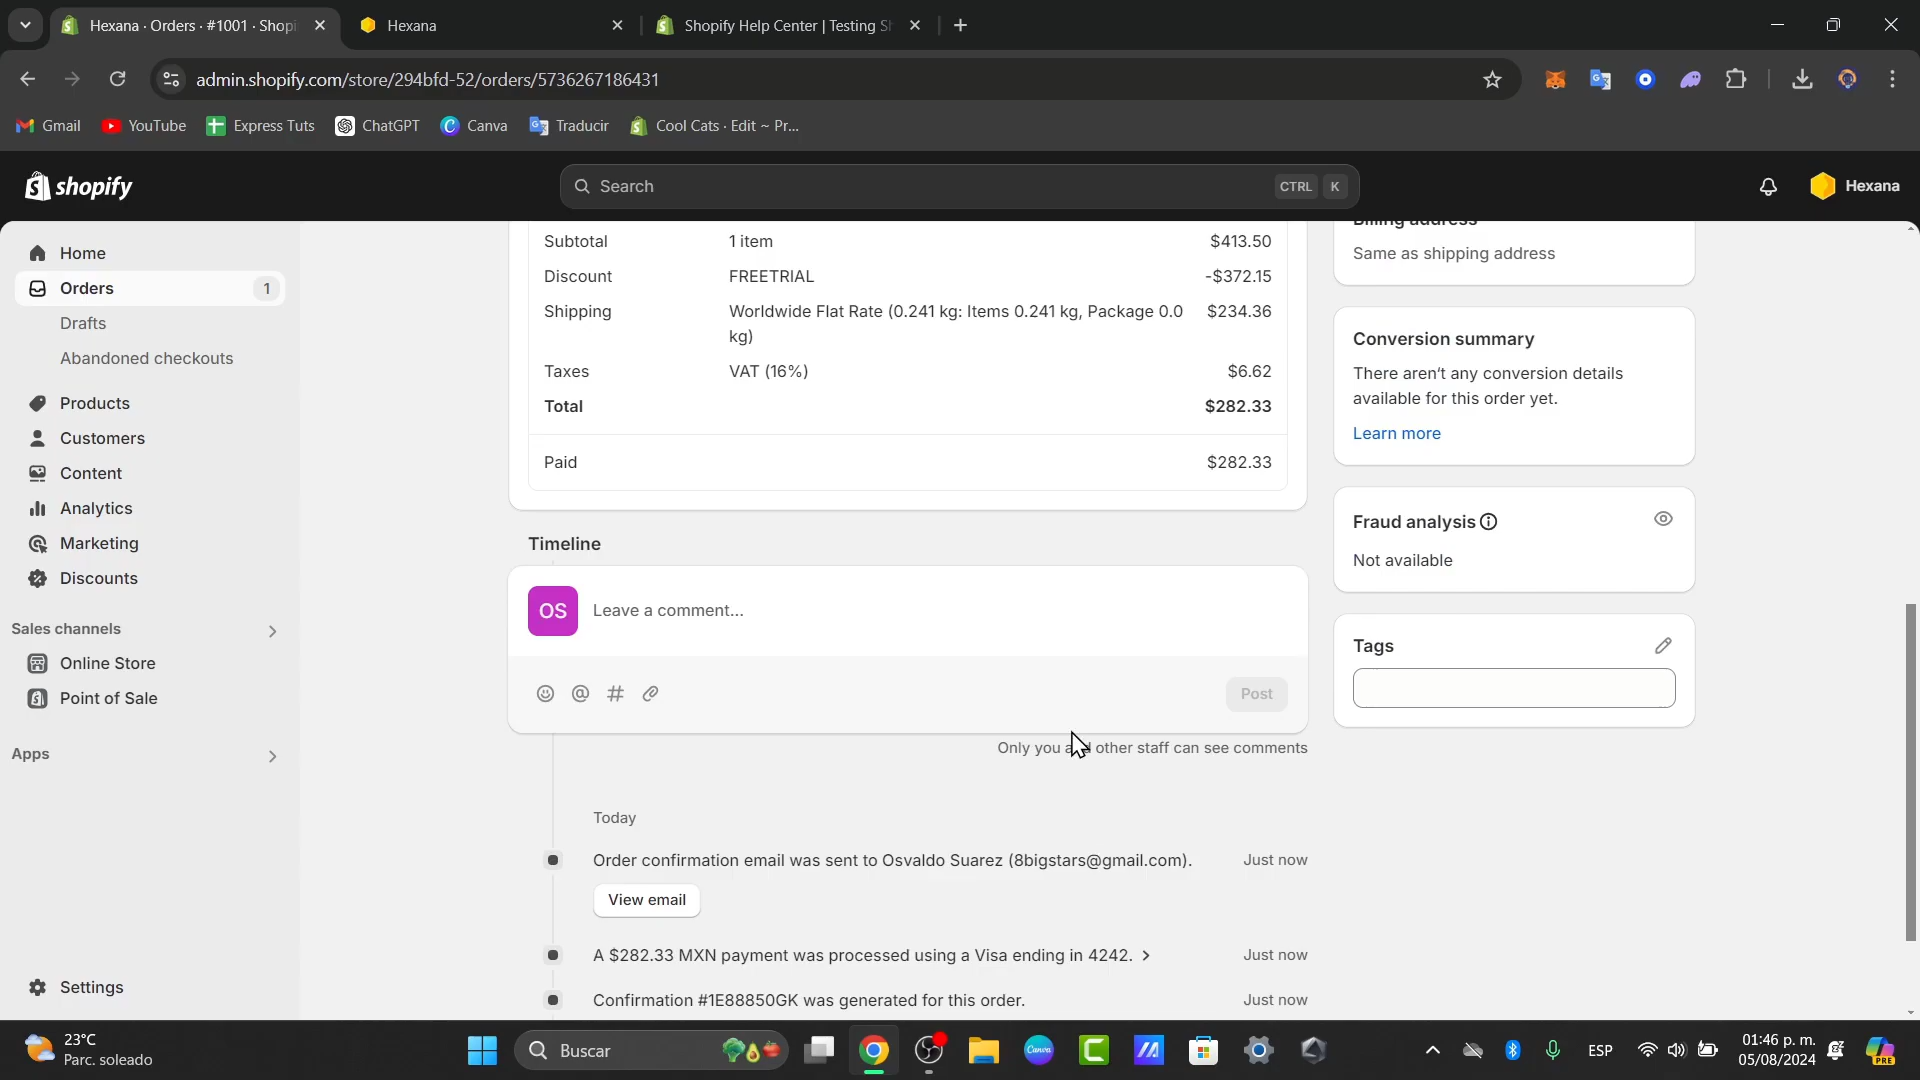 Hexana · Orders · #1001 · Shopi
Hexana
Shopify Help Center | Testing Sh
admin.shopify.com/store/294bfd-52/orders/5736267186431
Gmail
YouTube
Express Tuts
ChatGPT
Canva
Traducir
Cool Cats · Edit ~ Pr...
shopify
Search
CTRL K
Hexana
Home
Orders 1
Drafts
Abandoned checkouts
Products
Customers
Content
Analytics
Marketing
Discounts
Sales channels
Online Store
Point of Sale
Apps
Settings
Subtotal 1 item $413.50
Discount FREETRIAL -$372.15
Shipping Worldwide Flat Rate (0.241 kg: Items 0.241 kg, Package 0.0 $234.36
kg)
Taxes VAT (16%) $6.62
Total $282.33
Paid $282.33
Timeline
OS Leave a comment...
Post
Only you and other staff can see comments
Today
Order confirmation email was sent to Osvaldo Suarez (8bigstars@gmail.com). Just now
View email
A $282.33 MXN payment was processed using a Visa ending in 4242. Just now
Confirmation #1E88850GK was generated for this order. Just now
Billing address
Same as shipping address
Conversion summary
There aren't any conversion details
available for this order yet.
Learn more
Fraud analysis
Not available
Tags
23°C
Parc. soleado
Buscar
Canva
ESP
01:46 p. m.
05/08/2024
PRE